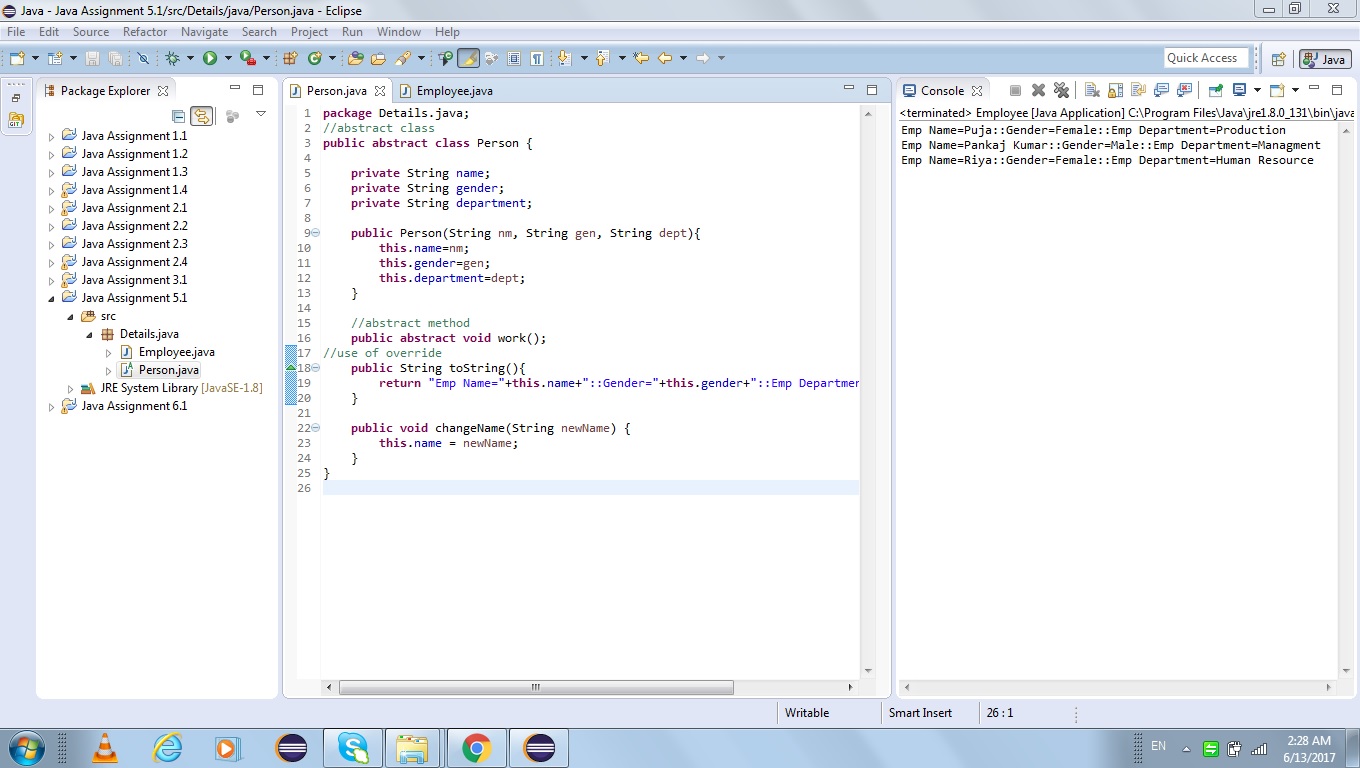 Java - Java Assignment 5.1/src/Details/java/Person.java - Eclipse
File Edit Source Refactor Navigate Search Project Run Window Help
Quick Access
Java
Package Explorer
Java Assignment 1.1
Java Assignment 1.2
Java Assignment 1.3
Java Assignment 1.4
Java Assignment 2.1
Java Assignment 2.2
Java Assignment 2.3
Java Assignment 2.4
Java Assignment 3.1
Java Assignment 5.1
src
Details.java
Employee.java
Person.java
JRE System Library [JavaSE-1.8]
Java Assignment 6.1
Person.java Employee.java
1 package Details.java;
2 //abstract class
3 public abstract class Person {
4
5 private String name;
6 private String gender;
7 private String department;
8
9 public Person(String nm, String gen, String dept){
10 this.name=nm;
11 this.gender=gen;
12 this.department=dept;
13 }
14
15 //abstract method
16 public abstract void work();
17 //use of override
18 public String toString(){
19 return "Emp Name="+this.name+"::Gender="+this.gender+"::Emp Departmen
20 }
21
22 public void changeName(String newName) {
23 this.name = newName;
24 }
25 }
26
Console
<terminated> Employee [Java Application] C:\Program Files\Java\jre1.8.0_131\bin\java
Emp Name=Puja::Gender=Female::Emp Department=Production
Emp Name=Pankaj Kumar::Gender=Male::Emp Department=Managment
Emp Name=Riya::Gender=Female::Emp Department=Human Resource
Writable Smart Insert 26 : 1
EN
2:28 AM
6/13/2017